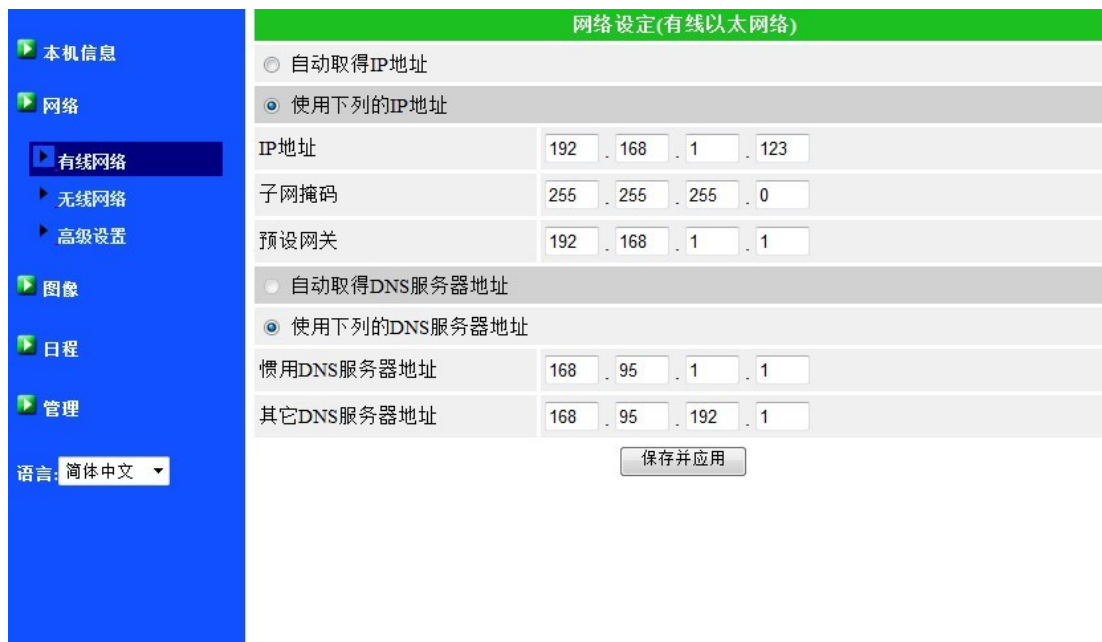 本机信息
网络
有线网络
无线网络
高级设置
图像
日程
管理
语言: 简体中文
网络设定(有线以太网络)
自动取得IP地址
使用下列的IP地址
IP地址 192 . 168 . 1 . 123
子网掩码 255 . 255 . 255 . 0
预设网关 192 . 168 . 1 . 1
自动取得DNS服务器地址
使用下列的DNS服务器地址
惯用DNS服务器地址 168 . 95 . 1 . 1
其它DNS服务器地址 168 . 95 . 192 . 1
保存并应用